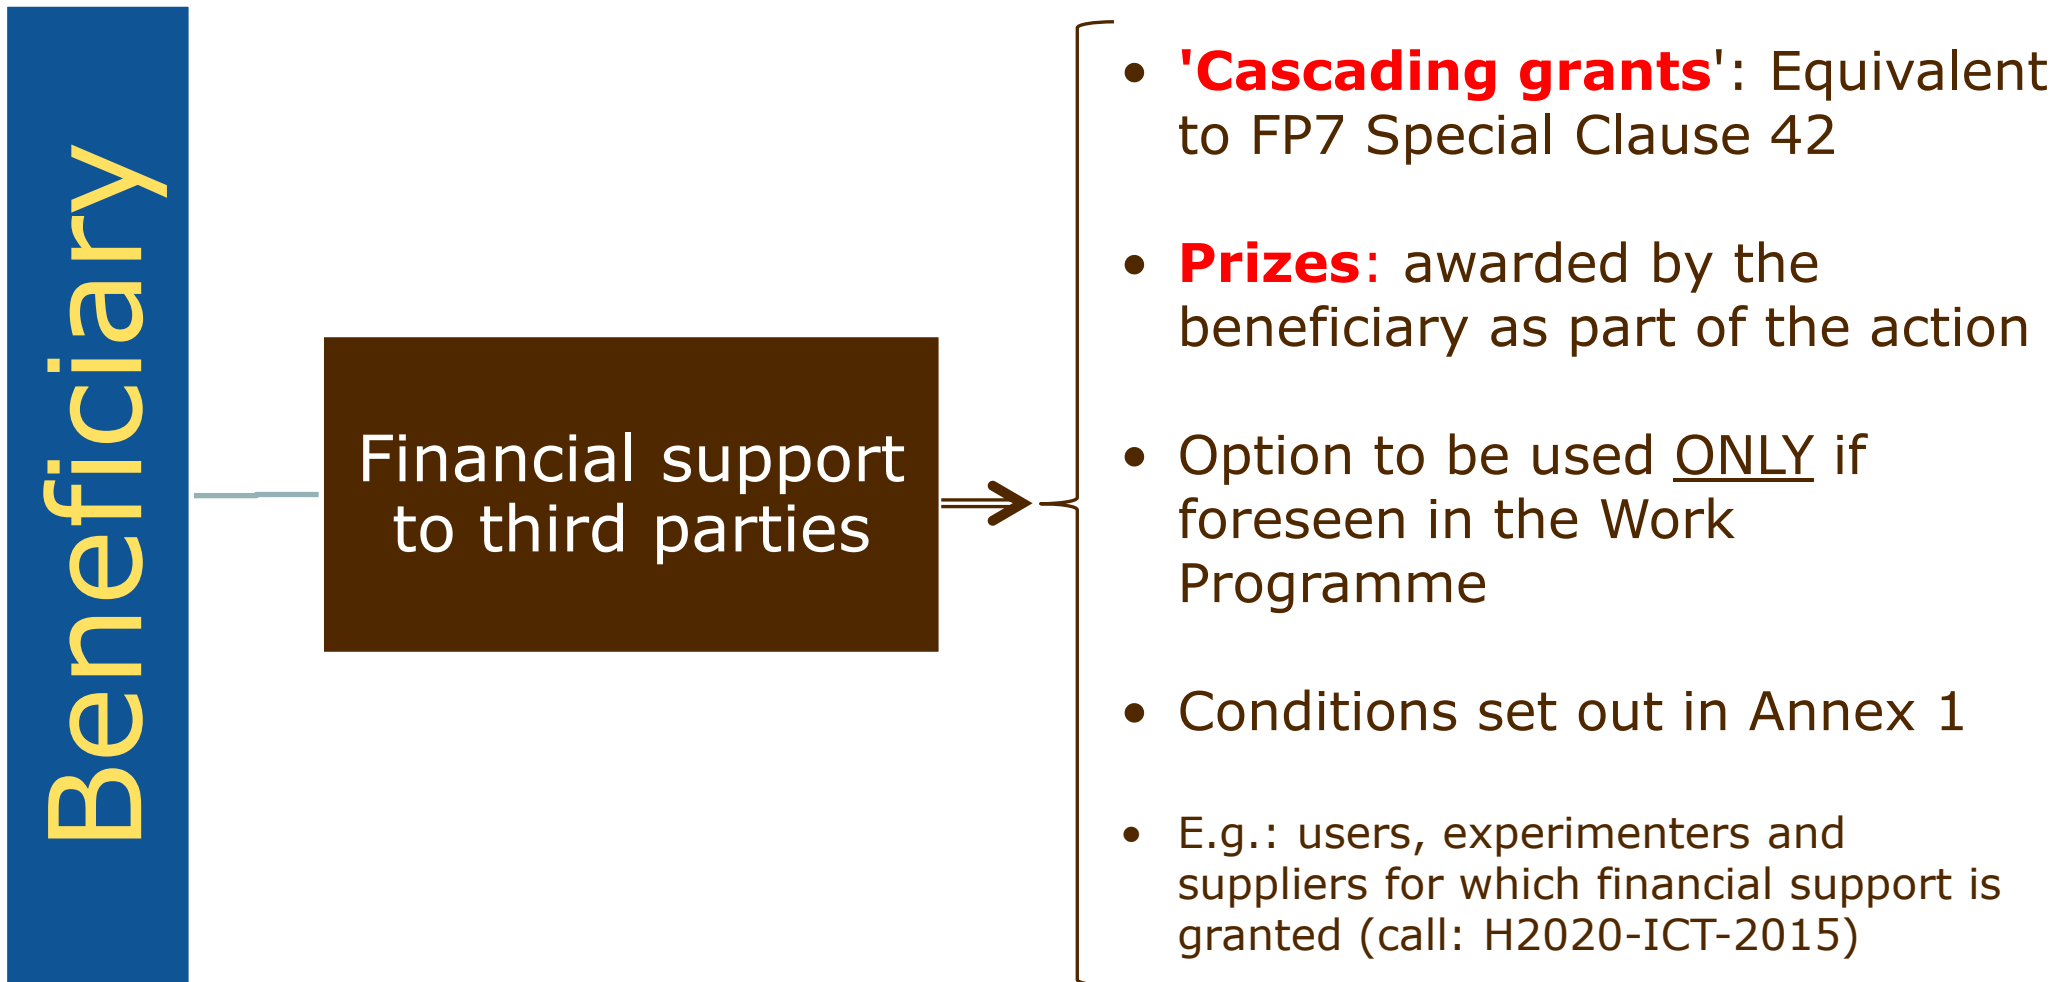 Beneficiary
Financial support
to third parties
• 'Cascading grants': Equivalent
to FP7 Special Clause 42
• Prizes: awarded by the
beneficiary as part of the action
• Option to be used ONLY if
foreseen in the Work
Programme
• Conditions set out in Annex 1
• E.g.: users, experimenters and
suppliers for which financial support is
granted (call: H2020-ICT-2015)